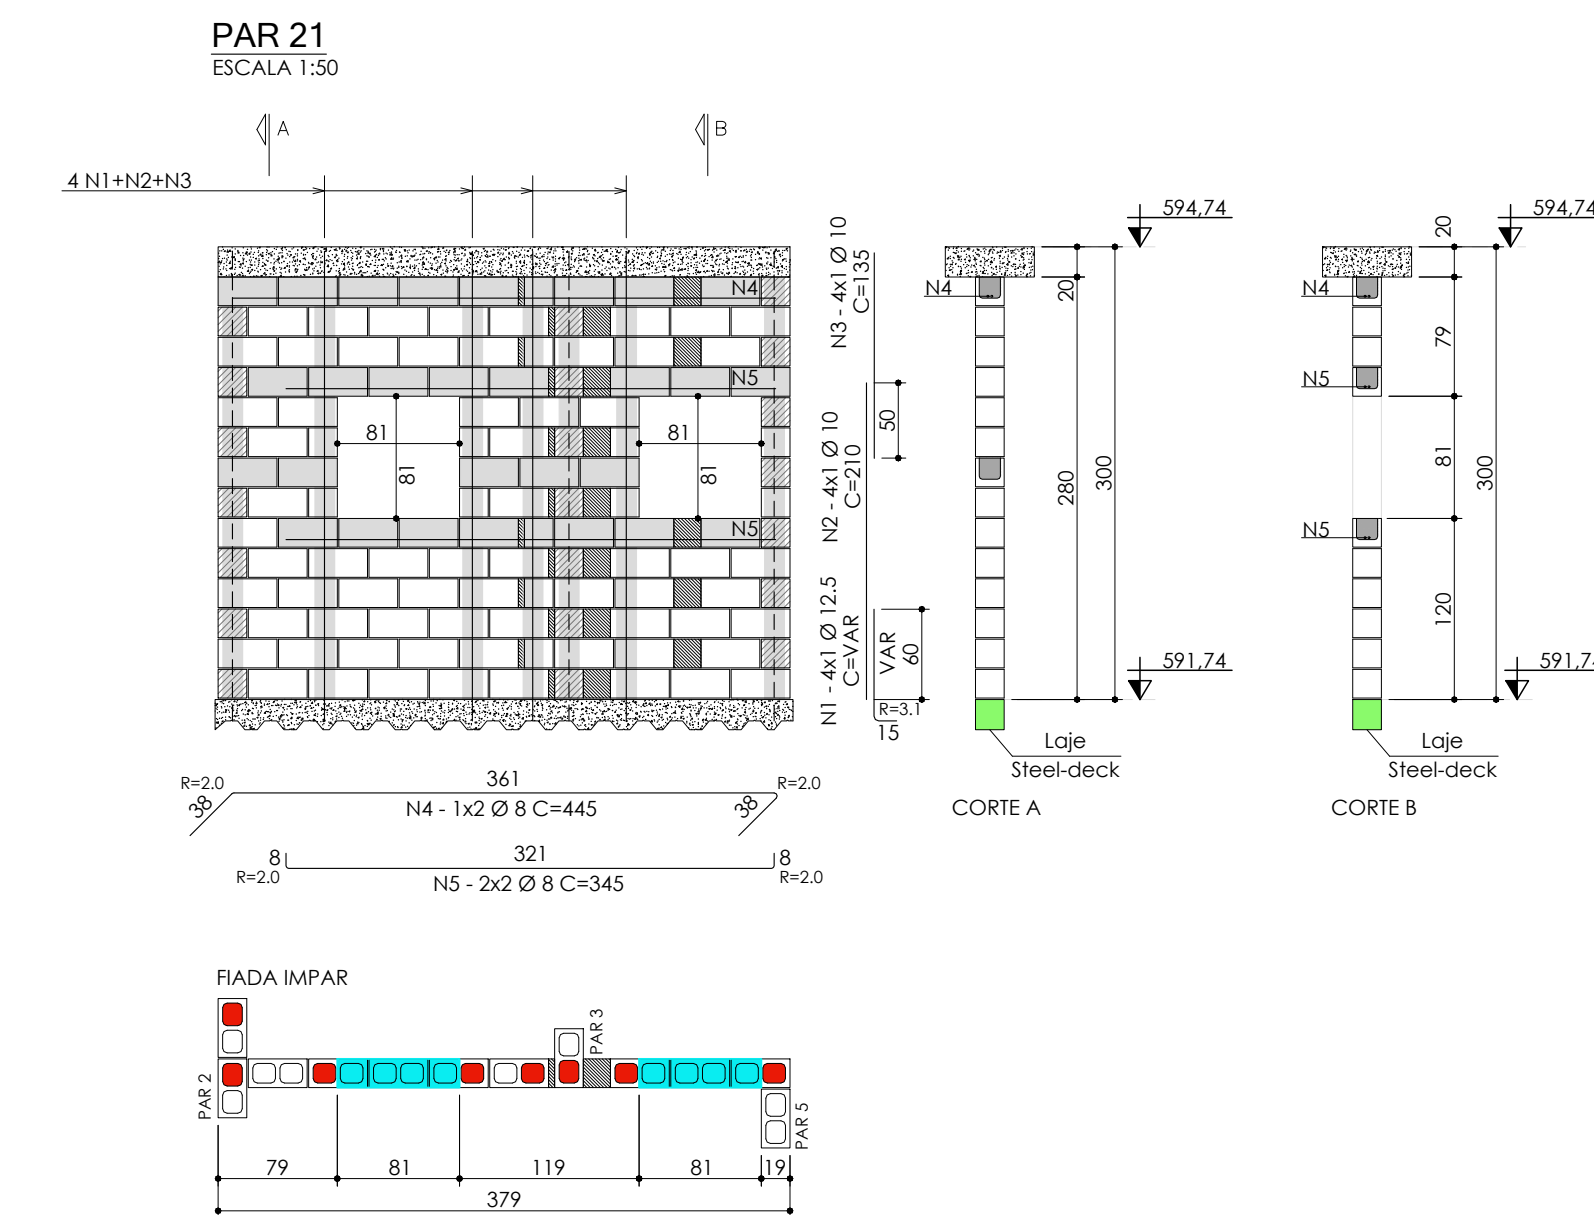 PAR 21
ESCALA 1:50
A
B
4 N1+N2+N3
N4
N5
81
81
81
81
N5
N3 - 4x1 Ø 10
C=135
50
N2 - 4x1 Ø 10
C=210
N1 - 4x1 Ø 12.5
C=VAR
VAR
60
R=3.1
15
594,74
N4
20
280
300
591,74
Laje
Steel-deck
CORTE A
594,74
20
N4
79
N5
81
300
N5
120
Laje
Steel-deck
CORTE B
R=2.0
361
R=2.0
38
N4 - 1x2 Ø 8 C=445
38
8
321
8
R=2.0
N5 - 2x2 Ø 8 C=345
R=2.0
FIADA IMPAR
PAR 3
PAR 2
PAR 5
79
81
119
81
19
379